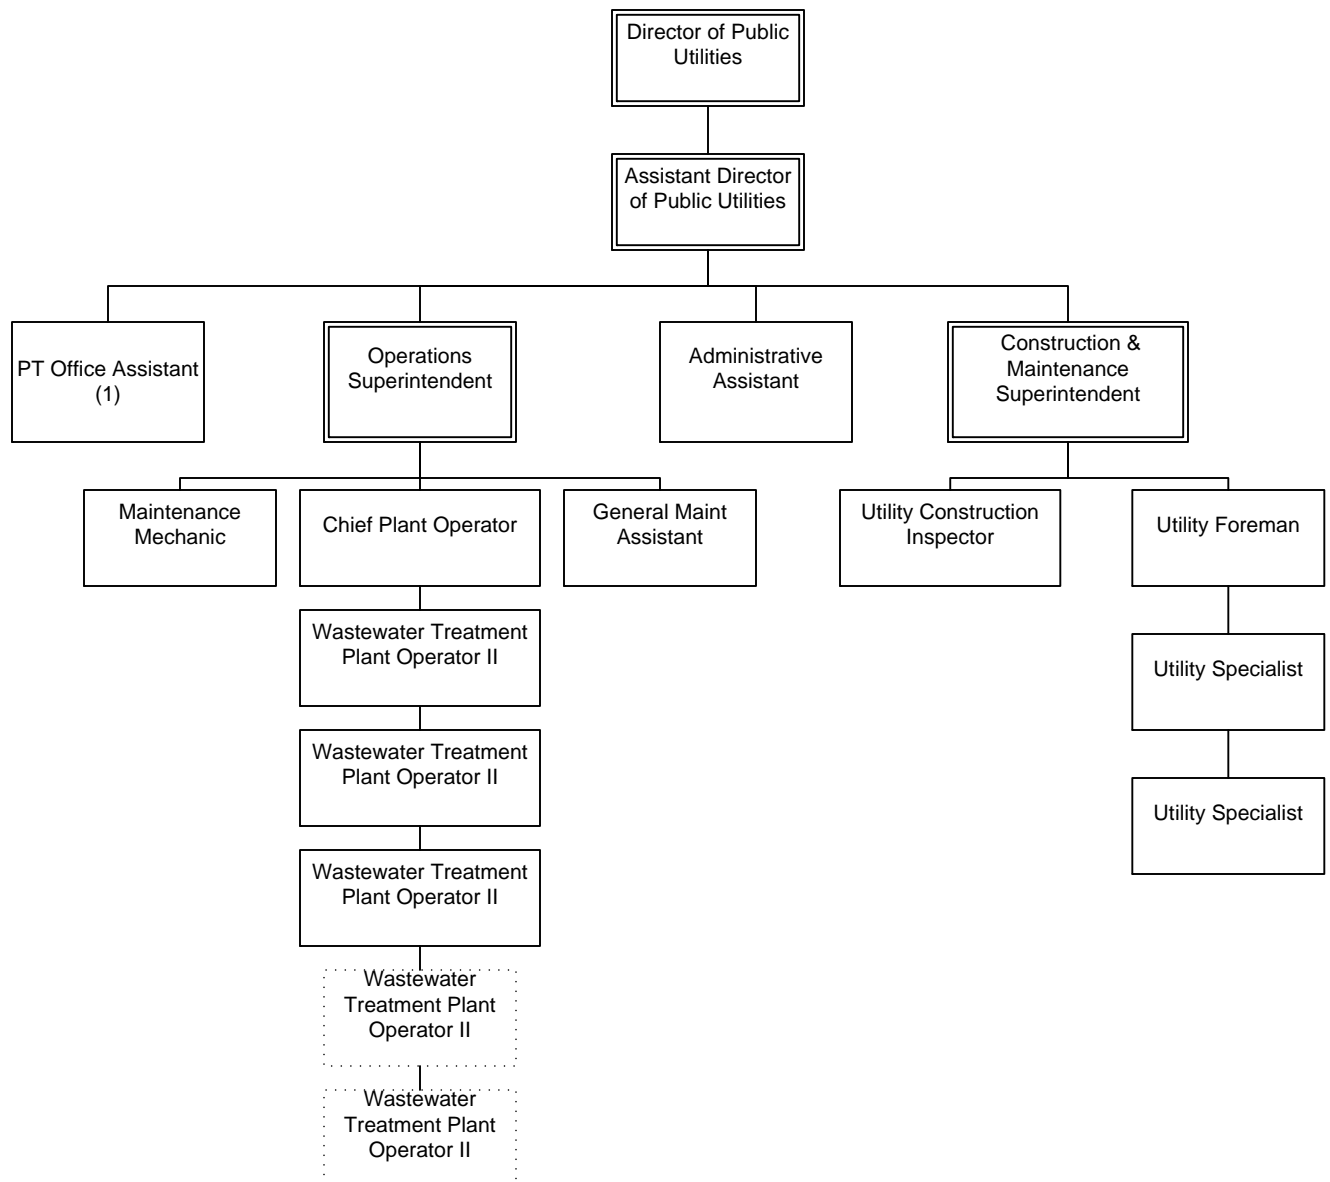 Director of Public
Utilities
Assistant Director
of Public Utilities
PT Office Assistant
(1)
Operations
Superintendent
Administrative
Assistant
Construction &
Maintenance
Superintendent
Maintenance
Mechanic
Chief Plant Operator
General Maint
Assistant
Utility Construction
Inspector
Utility Foreman
Wastewater Treatment
Plant Operator II
Utility Specialist
Wastewater Treatment
Plant Operator II
Utility Specialist
Wastewater Treatment
Plant Operator II
Wastewater
Treatment Plant
Operator II
Wastewater
Treatment Plant
Operator II